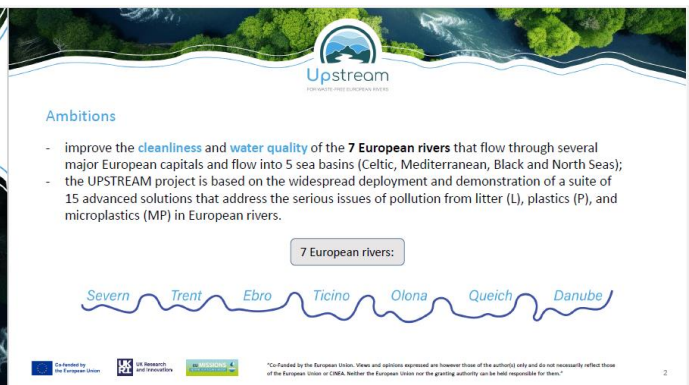 Upstream
FOR WASTE-FREE EUROPEAN RIVERS
Ambitions
- improve the cleanliness and water quality of the 7 European rivers that flow through several
major European capitals and flow into 5 sea basins (Celtic, Mediterranean, Black and North Seas);
- the UPSTREAM project is based on the widespread deployment and demonstration of a suite of
15 advanced solutions that address the serious issues of pollution from litter (L), plastics (P), and
microplastics (MP) in European rivers.
7 European rivers:
Severn Trent Ebro Ticino Olona Queich Danube
Co-funded by
the European Union
UK
RI
UK Research
and Innovation
EU MISSIONS
"Co-Funded by the European Union. Views and opinions expressed are however those of the author(s) only and do not necessarily reflect those
of the European Union or CINEA. Neither the European Union nor the granting authority can be held responsible for them."
2